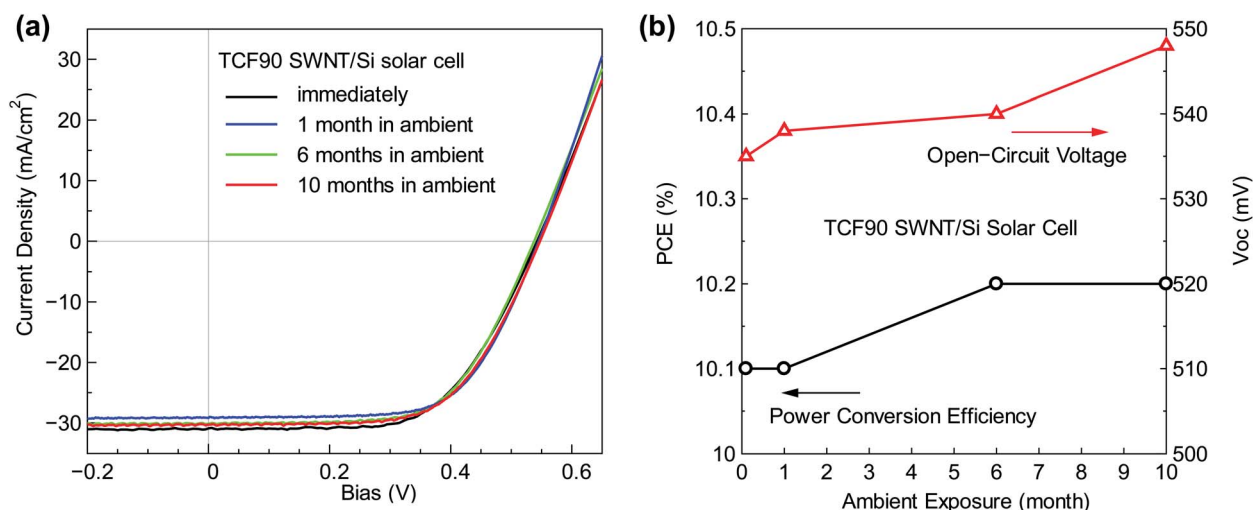 (a)
TCF90 SWNT/Si solar cell
immediately
1 month in ambient
6 months in ambient
10 months in ambient
Current Density (mA/cm²)
30
20
10
0
−10
−20
−30
−0.2
0
0.2
0.4
0.6
Bias (V)
(b)
PCE (%)
10.5
10.4
10.3
10.2
10.1
10
Open−Circuit Voltage
TCF90 SWNT/Si Solar Cell
Power Conversion Efficiency
550
540
530
520
510
500
Voc (mV)
0 1 2 3 4 5 6 7 8 9 10
Ambient Exposure (month)